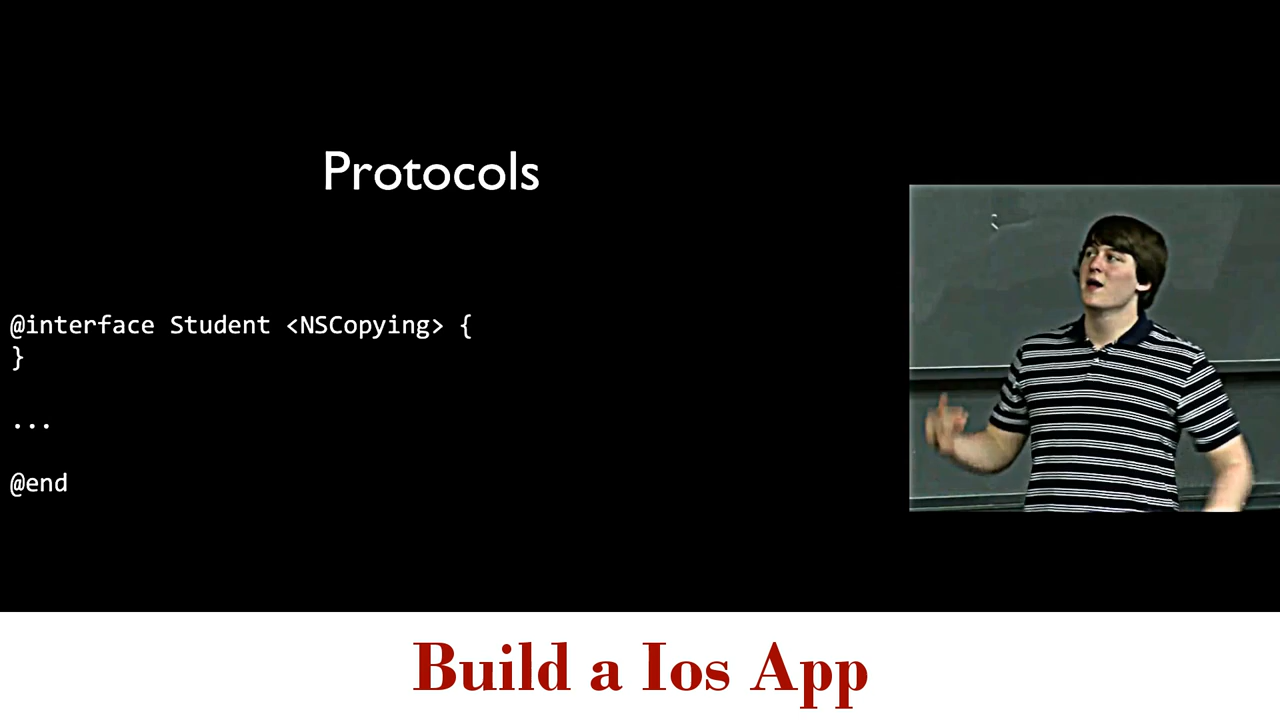 Protocols
@interface Student <NSCopying> {
}
...
@end
Build a Ios App